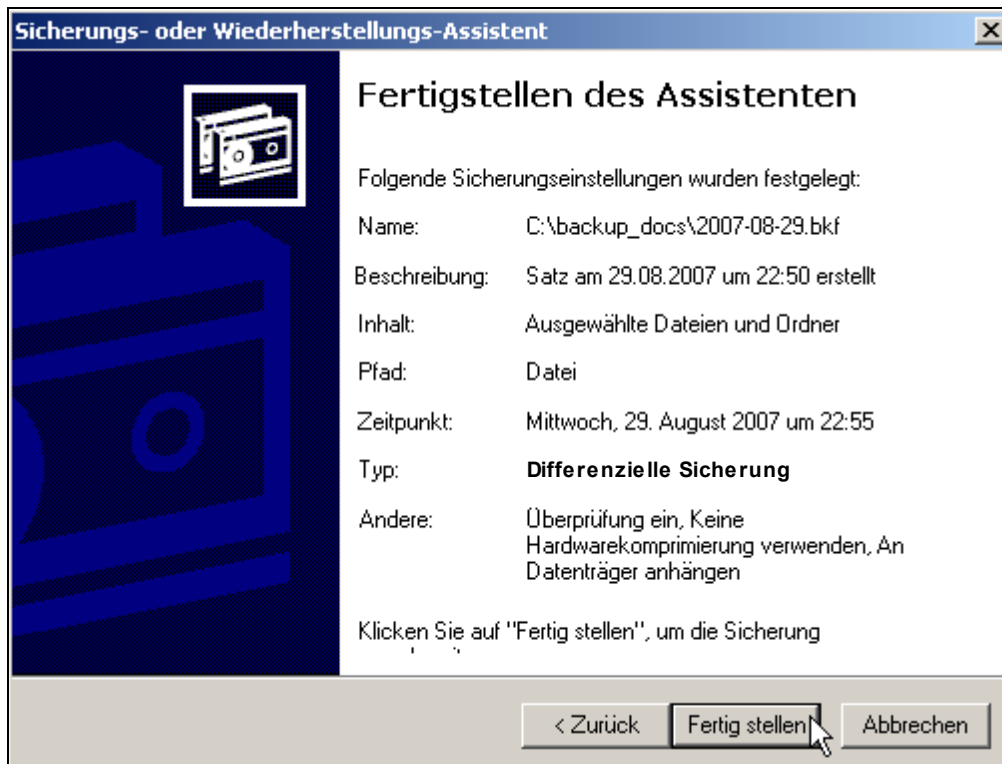 Sicherungs- oder Wiederherstellungs-Assistent
Fertigstellen des Assistenten
Folgende Sicherungseinstellungen wurden festgelegt:
Name: C:\backup_docs\2007-08-29.bkf
Beschreibung: Satz am 29.08.2007 um 22:50 erstellt
Inhalt: Ausgewählte Dateien und Ordner
Pfad: Datei
Zeitpunkt: Mittwoch, 29. August 2007 um 22:55
Typ: Differenzielle Sicherung
Andere: Überprüfung ein, Keine
Hardwarekomprimierung verwenden, An
Datenträger anhängen
Klicken Sie auf "Fertig stellen", um die Sicherung
< Zurück Fertig stellen Abbrechen